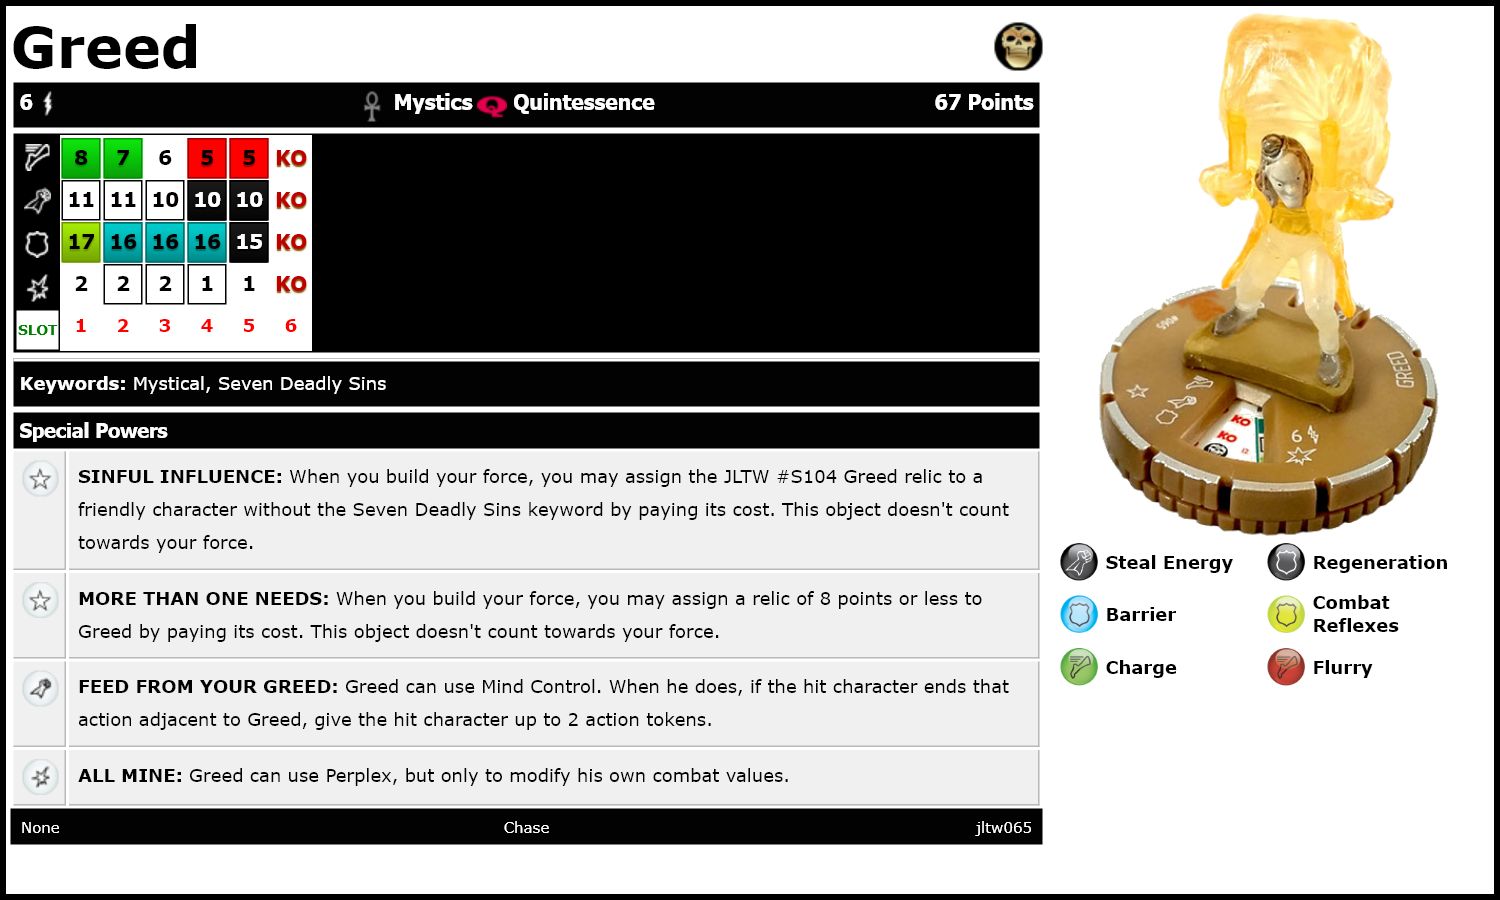 Greed
6 Mystics Quintessence 67 Points
8 7 6 5 5 KO
11 11 10 10 10 KO
17 16 16 16 15 KO
2 2 2 1 1 KO
SLOT 1 2 3 4 5 6
Keywords: Mystical, Seven Deadly Sins
Special Powers
SINFUL INFLUENCE: When you build your force, you may assign the JLTW #S104 Greed relic to a
friendly character without the Seven Deadly Sins keyword by paying its cost. This object doesn't count
towards your force.
MORE THAN ONE NEEDS: When you build your force, you may assign a relic of 8 points or less to
Greed by paying its cost. This object doesn't count towards your force.
FEED FROM YOUR GREED: Greed can use Mind Control. When he does, if the hit character ends that
action adjacent to Greed, give the hit character up to 2 action tokens.
ALL MINE: Greed can use Perplex, but only to modify his own combat values.
None Chase jltw065
#065
GREED
KO
KO
12
6
Steal Energy Regeneration
Barrier Combat
Reflexes
Charge Flurry